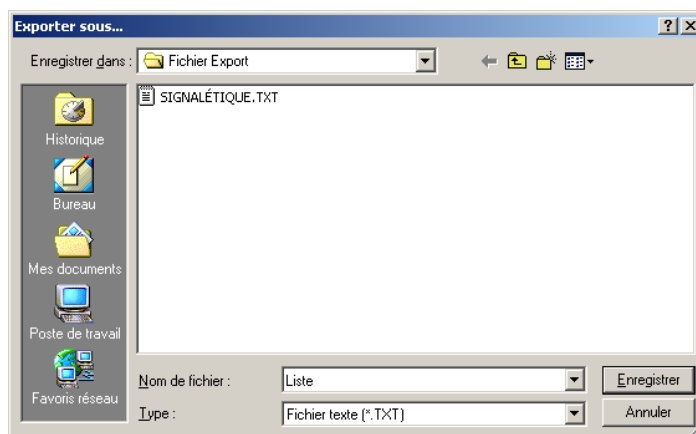 Exporter sous...
Enregistrer dans : Fichier Export
SIGNALÉTIQUE.TXT
Historique
Bureau
Mes documents
Poste de travail
Favoris réseau
Nom de fichier : Liste Enregistrer
Type : Fichier texte (*.TXT) Annuler